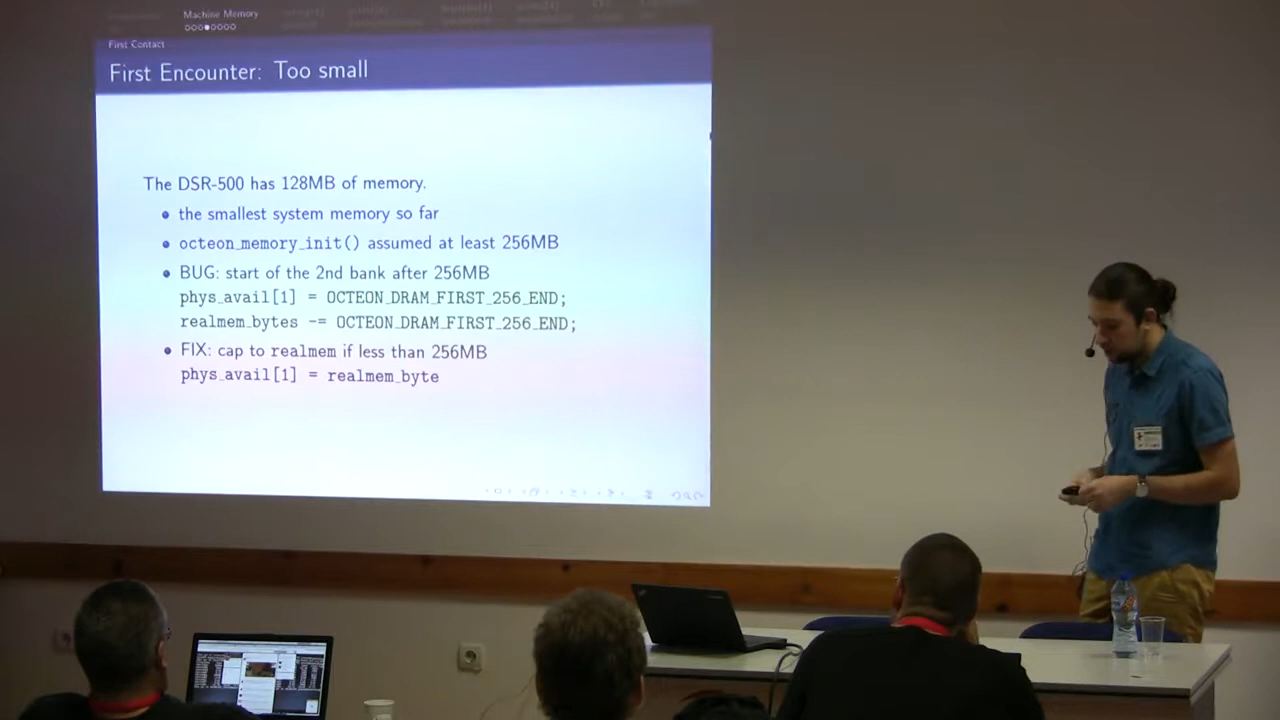 Machine Memory
First Contact
First Encounter: Too small
The DSR-500 has 128MB of memory.
the smallest system memory so far
octeon_memory_init() assumed at least 256MB
BUG: start of the 2nd bank after 256MB
phys_avail[1] = OCTEON_DRAM_FIRST_256_END;
realmem_bytes -= OCTEON_DRAM_FIRST_256_END;
FIX: cap to realmem if less than 256MB
phys_avail[1] = realmem_byte